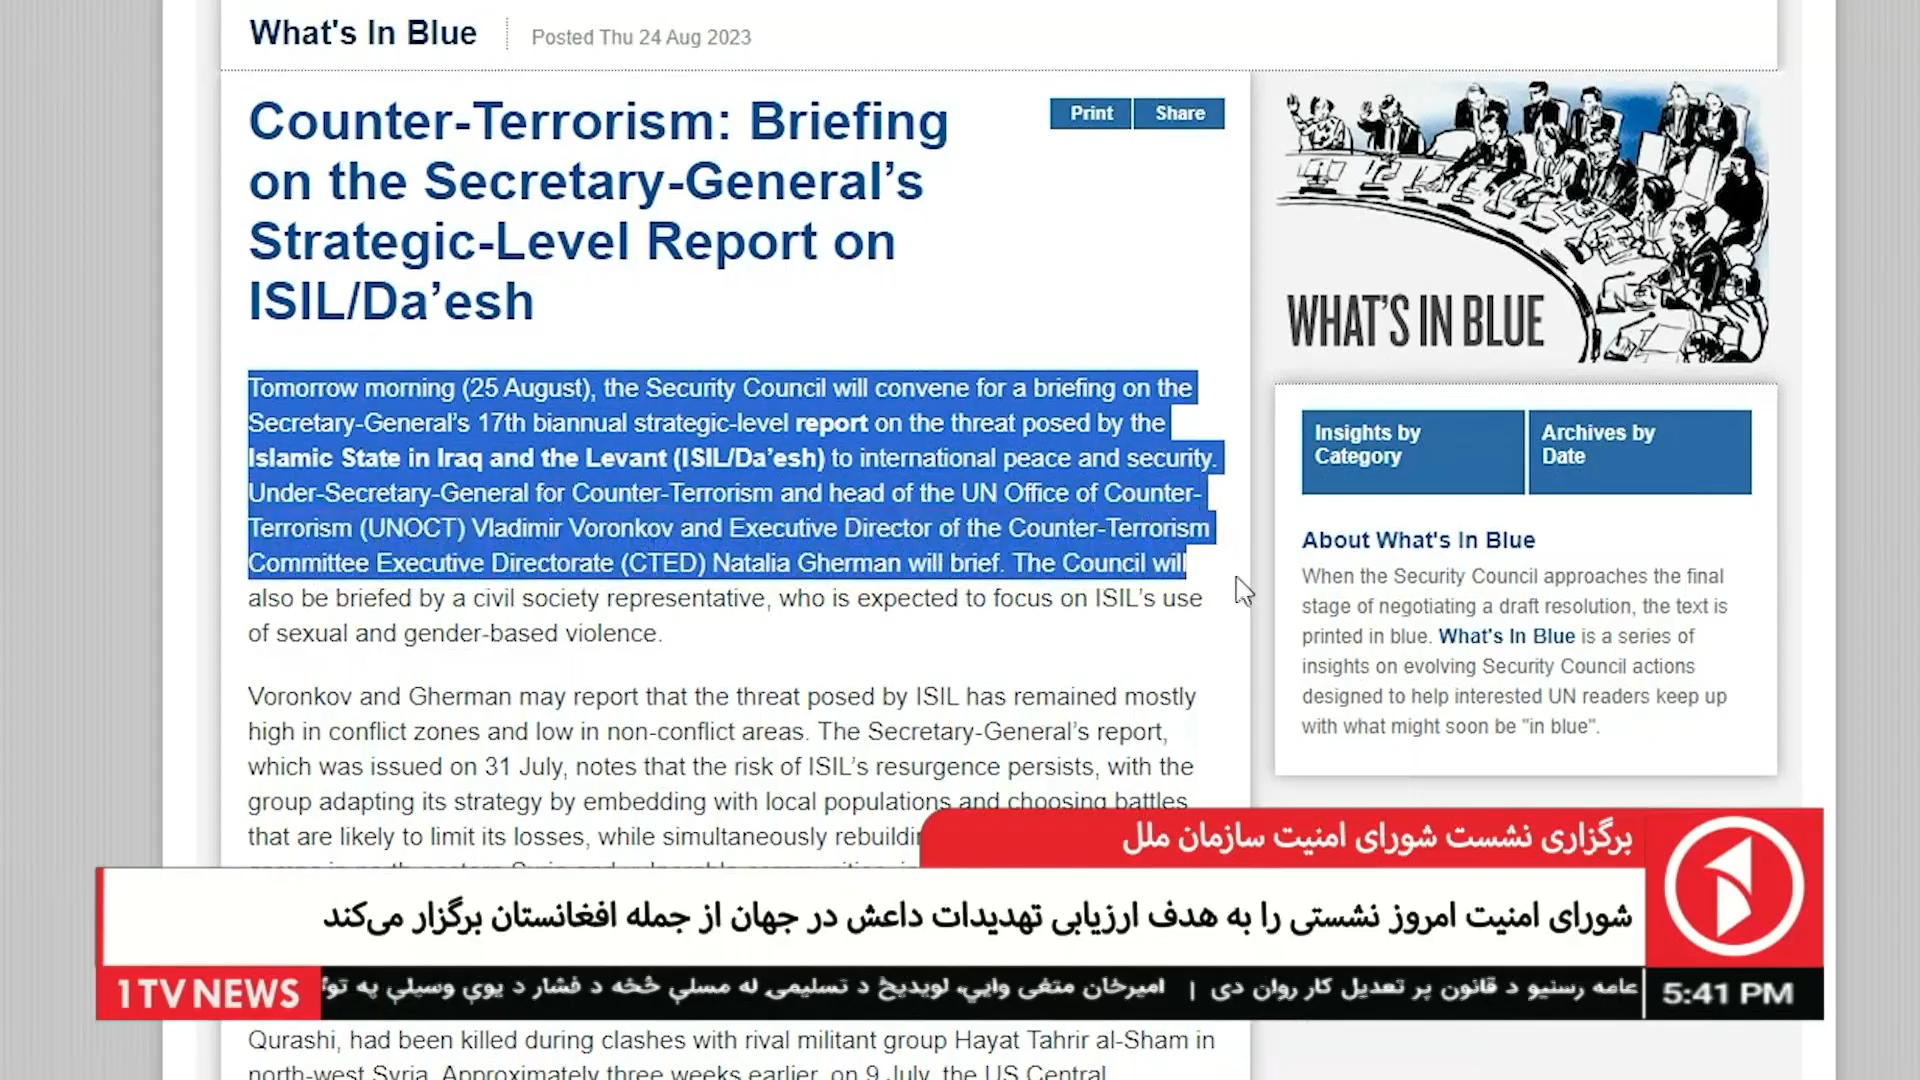 What's In Blue
Posted Thu 24 Aug 2023
Counter-Terrorism: Briefing
on the Secretary-General’s
Strategic-Level Report on
ISIL/Da’esh
Print
Share
Tomorrow morning (25 August), the Security Council will convene for a briefing on the
Secretary-General’s 17th biannual strategic-level report on the threat posed by the
Islamic State in Iraq and the Levant (ISIL/Da’esh) to international peace and security.
Under-Secretary-General for Counter-Terrorism and head of the UN Office of Counter-
Terrorism (UNOCT) Vladimir Voronkov and Executive Director of the Counter-Terrorism
Committee Executive Directorate (CTED) Natalia Gherman will brief. The Council will
also be briefed by a civil society representative, who is expected to focus on ISIL’s use
of sexual and gender-based violence.
Voronkov and Gherman may report that the threat posed by ISIL has remained mostly
high in conflict zones and low in non-conflict areas. The Secretary-General’s report,
which was issued on 31 July, notes that the risk of ISIL’s resurgence persists, with the
group adapting its strategy by embedding with local populations and choosing battles
that are likely to limit its losses, while simultaneously
Qurashi, had been killed during clashes with rival militant group Hayat Tahrir al-Sham in
north-west Syria. Approximately three weeks earlier, on 9 July, the US Central
WHAT'S IN BLUE
Insights by
Category
Archives by
Date
About What's In Blue
When the Security Council approaches the final
stage of negotiating a draft resolution, the text is
printed in blue. What's In Blue is a series of
insights on evolving Security Council actions
designed to help interested UN readers keep up
with what might soon be "in blue".
برگزاری نشست شورای امنیت سازمان ملل
شورای امنیت امروز نشستی را به هدف ارزیابی تهدیدات داعش در جهان از جمله افغانستان برگزار می‌کند
1TV NEWS
عامه رسنیو د قانون پر تعدیل کار روان دی | امیرخان متقي وايي، لویدیځ د تسلیمۍ له مسلې څخه د فشار د یوې وسیلې په
5:41 PM